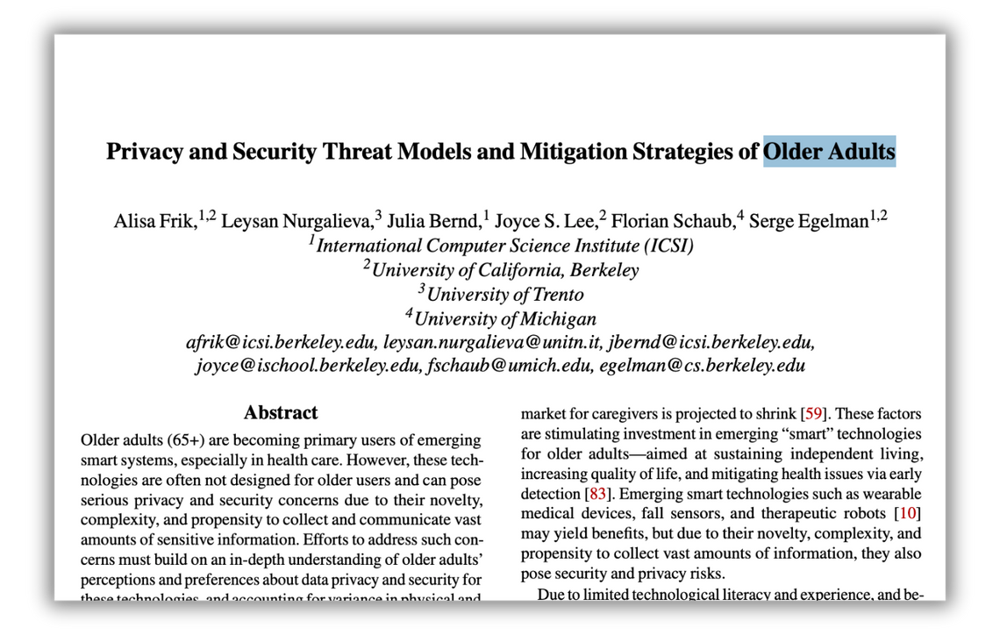 Privacy and Security Threat Models and Mitigation Strategies of Older Adults
Alisa Frik,1,2 Leysan Nurgalieva,3 Julia Bernd,1 Joyce S. Lee,2 Florian Schaub,4 Serge Egelman1,2
1International Computer Science Institute (ICSI)
2University of California, Berkeley
3University of Trento
4University of Michigan
afrik@icsi.berkeley.edu, leysan.nurgalieva@unitn.it, jbernd@icsi.berkeley.edu,
joyce@ischool.berkeley.edu, fschaub@umich.edu, egelman@cs.berkeley.edu
Abstract
Older adults (65+) are becoming primary users of emerging
smart systems, especially in health care. However, these tech-
nologies are often not designed for older users and can pose
serious privacy and security concerns due to their novelty,
complexity, and propensity to collect and communicate vast
amounts of sensitive information. Efforts to address such con-
cerns must build on an in-depth understanding of older adults'
perceptions and preferences about data privacy and security for
these technologies, and accounting for variance in physical and
market for caregivers is projected to shrink [59]. These factors
are stimulating investment in emerging “smart” technologies
for older adults—aimed at sustaining independent living,
increasing quality of life, and mitigating health issues via early
detection [83]. Emerging smart technologies such as wearable
medical devices, fall sensors, and therapeutic robots [10]
may yield benefits, but due to their novelty, complexity, and
propensity to collect vast amounts of information, they also
pose security and privacy risks.
Due to limited technological literacy and experience, and be-